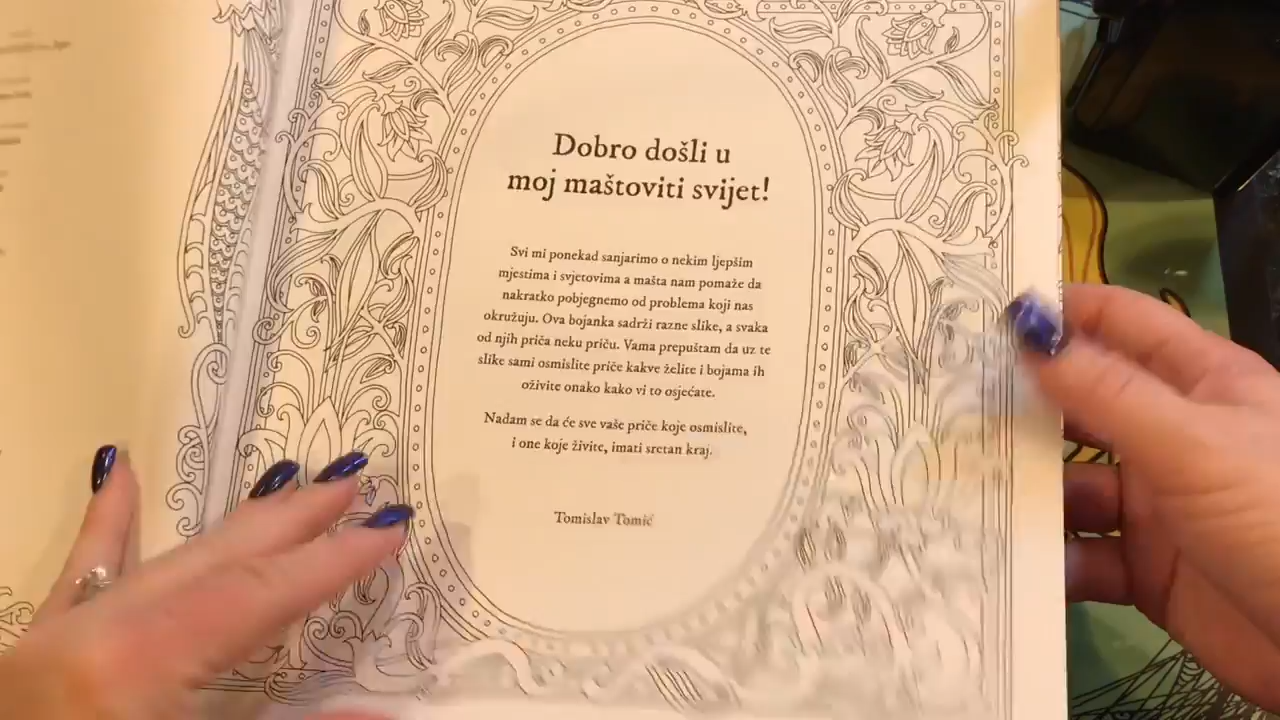 Dobro došli u
moj maštoviti svijet!
Svi mi ponekad sanjarimo o nekim ljepšim
mjestima i svjetovima a mašta nam pomaže da
nakratko pobjegnemo od problema koji nas
okružuju. Ova bojanka sadrži razne slike, a svaka
od njih priča neku priču. Vama prepuštam da uz te
slike sami osmislite priče kakve želite i bojama ih
oživite onako kako vi to osjećate.
Nadam se da će sve vaše priče koje osmislite,
i one koje živite, imati sretan kraj.
Tomislav Tomić